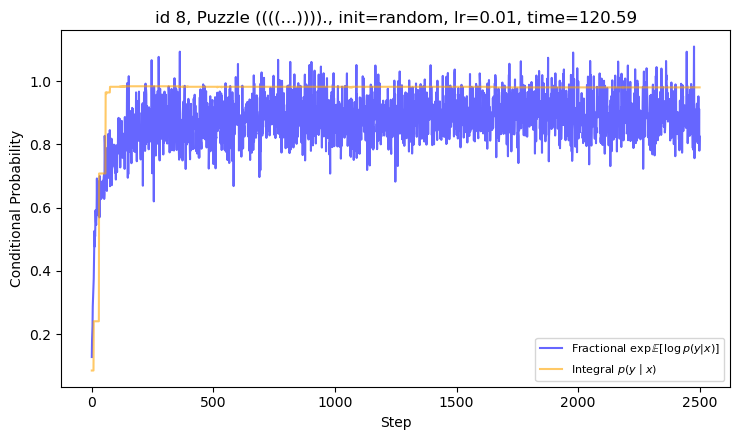 id 8, Puzzle ((((...))))., init=random, lr=0.01, time=120.59
Conditional Probability
1.0
0.8
0.6
0.4
0.2
0
500
1000
1500
2000
2500
Step
Fractional exp 𝔼[log p(y|x)]
Integral p(y | x)